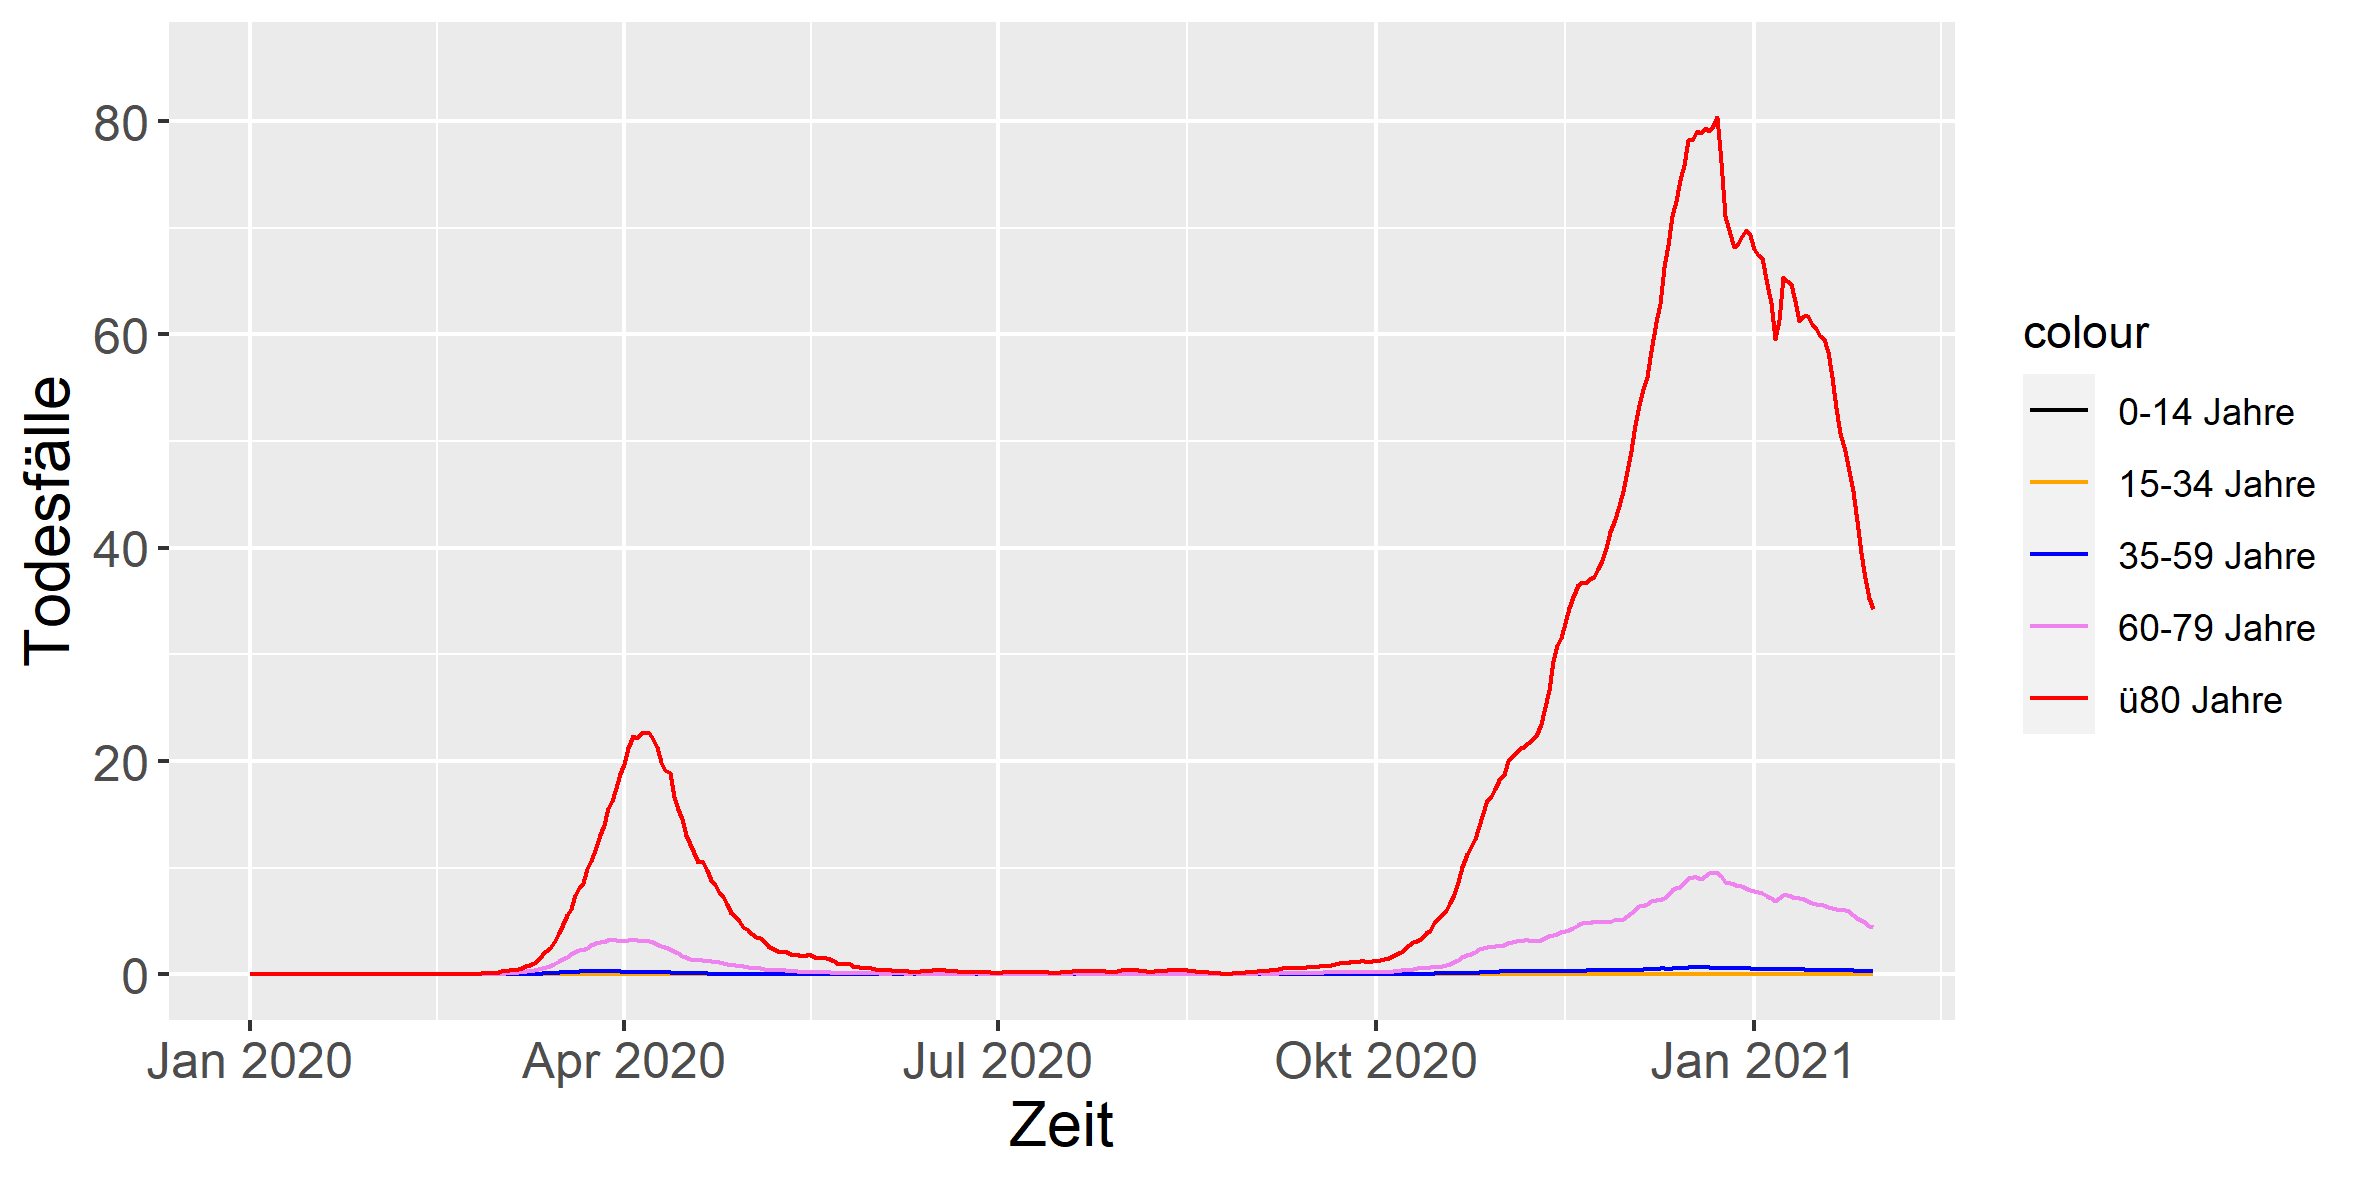 Todesfälle
80
60
40
20
0
Jan 2020
Apr 2020
Jul 2020
Okt 2020
Jan 2021
Zeit
colour
0-14 Jahre
15-34 Jahre
35-59 Jahre
60-79 Jahre
ü80 Jahre